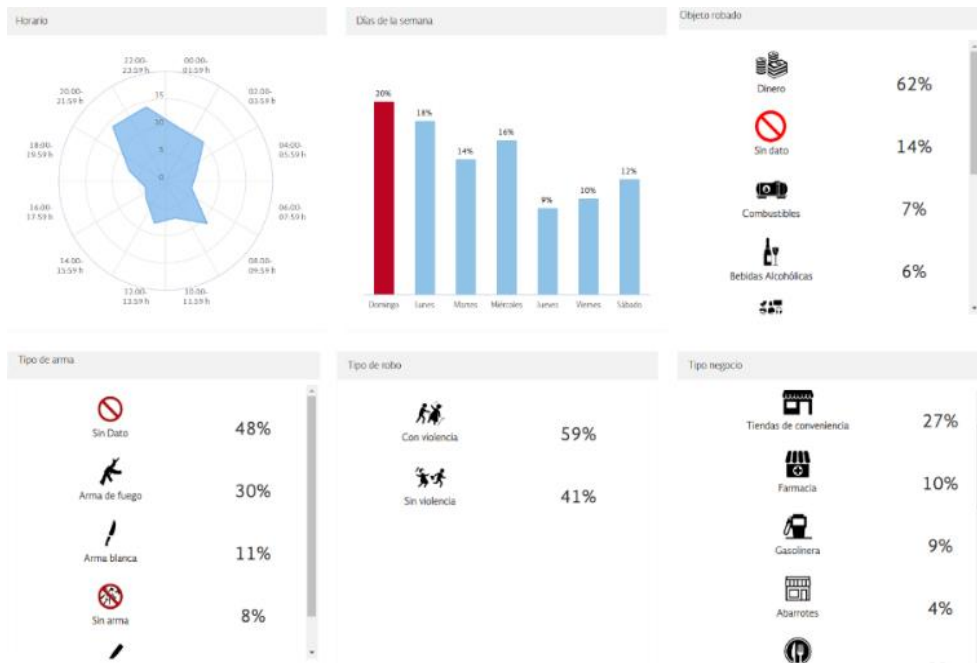 Horario
22:00-
23:59 h
00:00-
01:59 h
20:00-
21:59 h
02:00-
03:59 h
18:00-
19:59 h
04:00-
05:59 h
16:00-
17:59 h
06:00-
07:59 h
14:00-
15:59 h
08:00-
09:59 h
12:00-
13:59 h
10:00-
11:59 h
15
10
5
0
Días de la semana
20%
18%
14%
16%
9%
10%
12%
Domingo
Lunes
Martes
Miércoles
Jueves
Viernes
Sábado
Objeto robado
Dinero
62%
Sin dato
14%
Combustibles
7%
Bebidas Alcohólicas
6%
Tipo de arma
Sin Dato
48%
Arma de fuego
30%
Arma blanca
11%
Sin arma
8%
Tipo de robo
Con violencia
59%
Sin violencia
41%
Tipo negocio
Tiendas de conveniencia
27%
Farmacia
10%
Gasolinera
9%
Abarrotes
4%